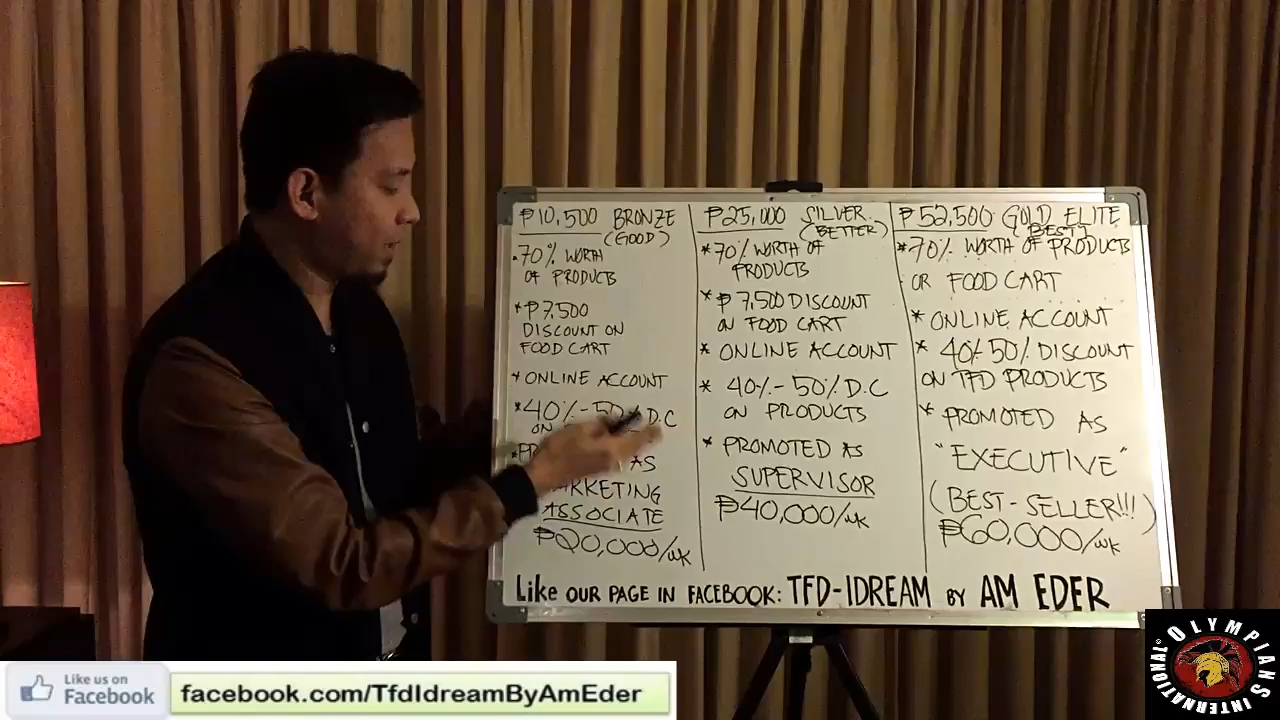 ₱10,500 BRONZE
(GOOD)
*70% WORTH
OF PRODUCTS
*₱7,500
DISCOUNT ON
FOOD CART
*ONLINE ACCOUNT
*40%-50% D.C
ON
AS
MARKETING
ASSOCIATE
₱20,000/wk
₱25,000 SILVER
(BETTER)
*70% WORTH OF
PRODUCTS
*₱7,500 DISCOUNT
ON FOOD CART
* ONLINE ACCOUNT
* 40%-50% D.C
ON PRODUCTS
* PROMOTED AS
SUPERVISOR
₱40,000/wk
₱52,500 GOLD ELITE
BEST
*70% WORTH OF PRODUCTS
OR FOOD CART
* ONLINE ACCOUNT
* 40%-50% DISCOUNT
ON TFD PRODUCTS
* PROMOTED AS
"EXECUTIVE"
(BEST-SELLER!!!)
₱60,000/wk
Like OUR PAGE IN FACEBOOK: TFD-IDREAM BY AM EDER
Like us on
Facebook
facebook.com/TfdIdreamByAmEder
OLYMPIANS
INTERNATIONAL